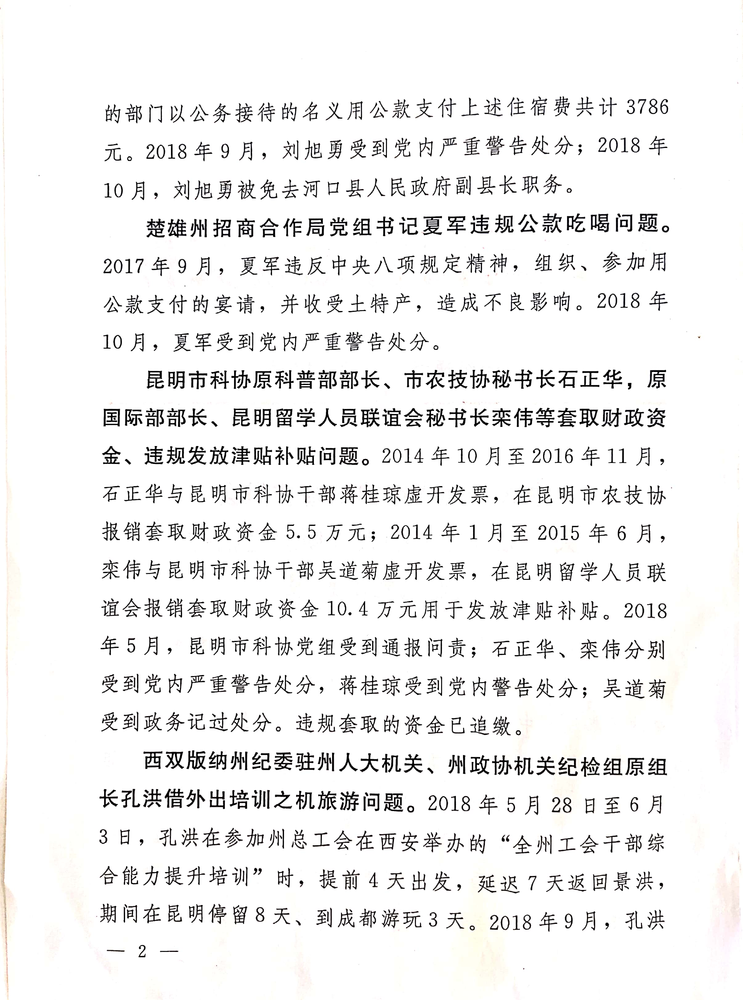 的部门以公务接待的名义用公款支付上述住宿费共计 3786
元。2018 年 9 月，刘旭勇受到党内严重警告处分；2018 年
10 月，刘旭勇被免去河口县人民政府副县长职务。
楚雄州招商合作局党组书记夏军违规公款吃喝问题。
2017 年 9 月，夏军违反中央八项规定精神，组织、参加用
公款支付的宴请，并收受土特产，造成不良影响。2018 年
10 月，夏军受到党内严重警告处分。
昆明市科协原科普部部长、市农技协秘书长石正华，原
国际部部长、昆明留学人员联谊会秘书长栾伟等套取财政资
金、违规发放津贴补贴问题。2014 年 10 月至 2016 年 11 月，
石正华与昆明市科协干部蒋桂琼虚开发票，在昆明市农技协
报销套取财政资金 5.5 万元；2014 年 1 月至 2015 年 6 月，
栾伟与昆明市科协干部吴道菊虚开发票，在昆明留学人员联
谊会报销套取财政资金 10.4 万元用于发放津贴补贴。2018
年 5 月，昆明市科协党组受到通报问责；石正华、栾伟分别
受到党内严重警告处分，蒋桂琼受到党内警告处分；吴道菊
受到政务记过处分。违规套取的资金已追缴。
西双版纳州纪委驻州人大机关、州政协机关纪检组原组
长孔洪借外出培训之机旅游问题。2018 年 5 月 28 日至 6 月
3 日，孔洪在参加州总工会在西安举办的“全州工会干部综
合能力提升培训”时，提前 4 天出发，延迟 7 天返回景洪，
期间在昆明停留 8 天、到成都游玩 3 天。2018 年 9 月，孔洪
— 2 —